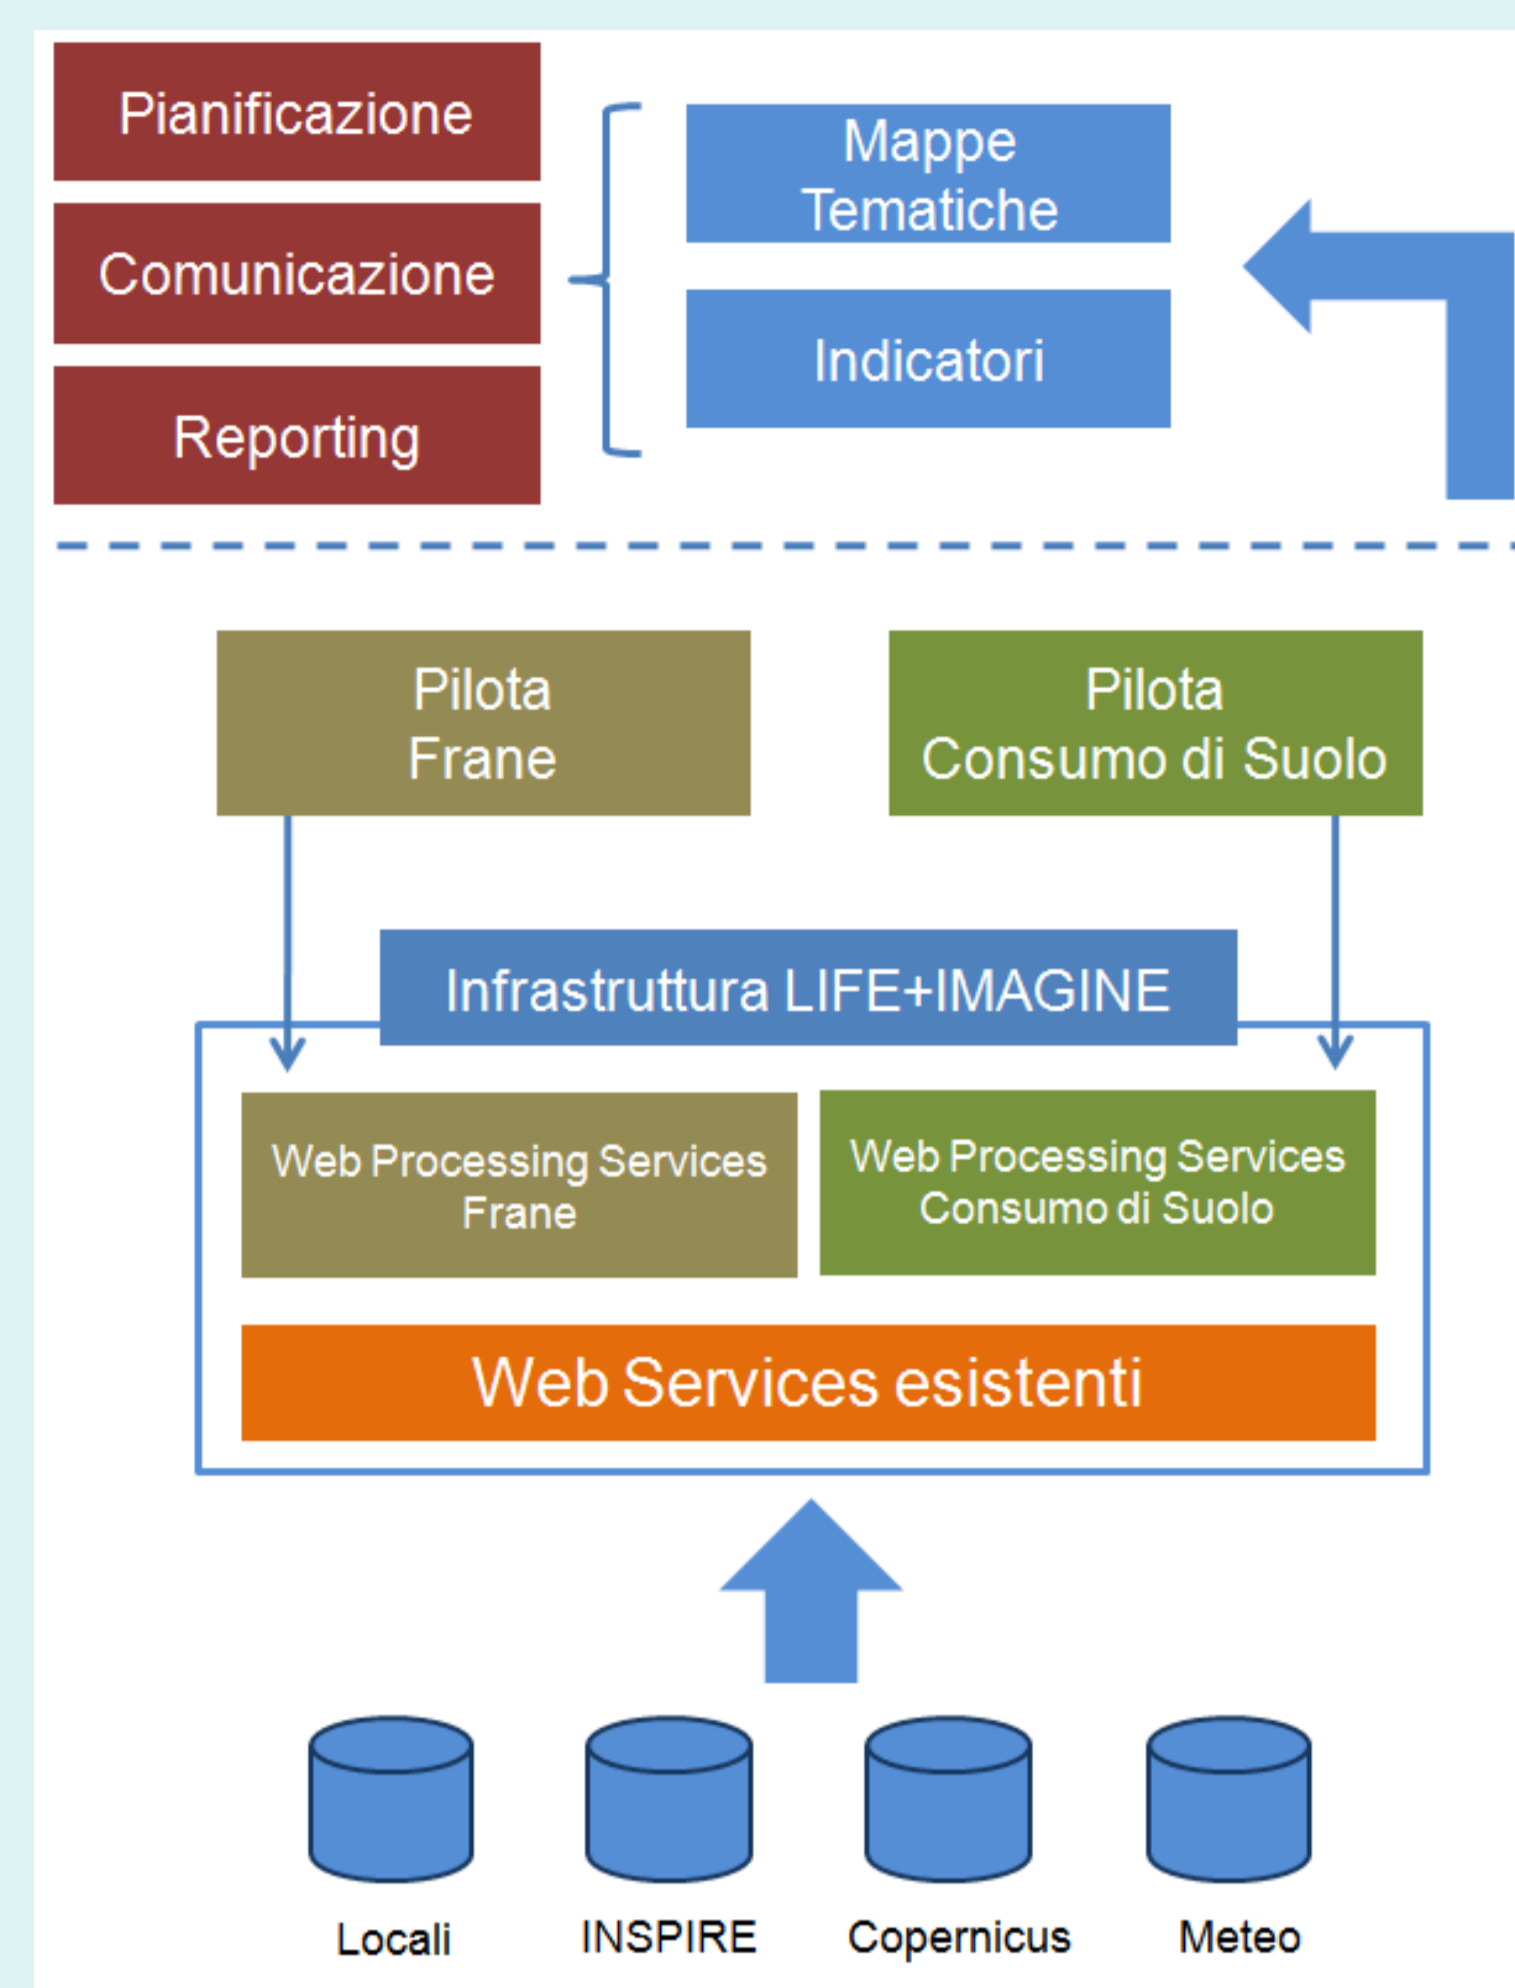 Pianificazione
Comunicazione
Reporting
Mappe
Tematiche
Indicatori
Pilota
Frane
Pilota
Consumo di Suolo
Infrastruttura LIFE+IMAGINE
Web Processing Services
Frane
Web Processing Services
Consumo di Suolo
Web Services esistenti
Locali
INSPIRE
Copernicus
Meteo